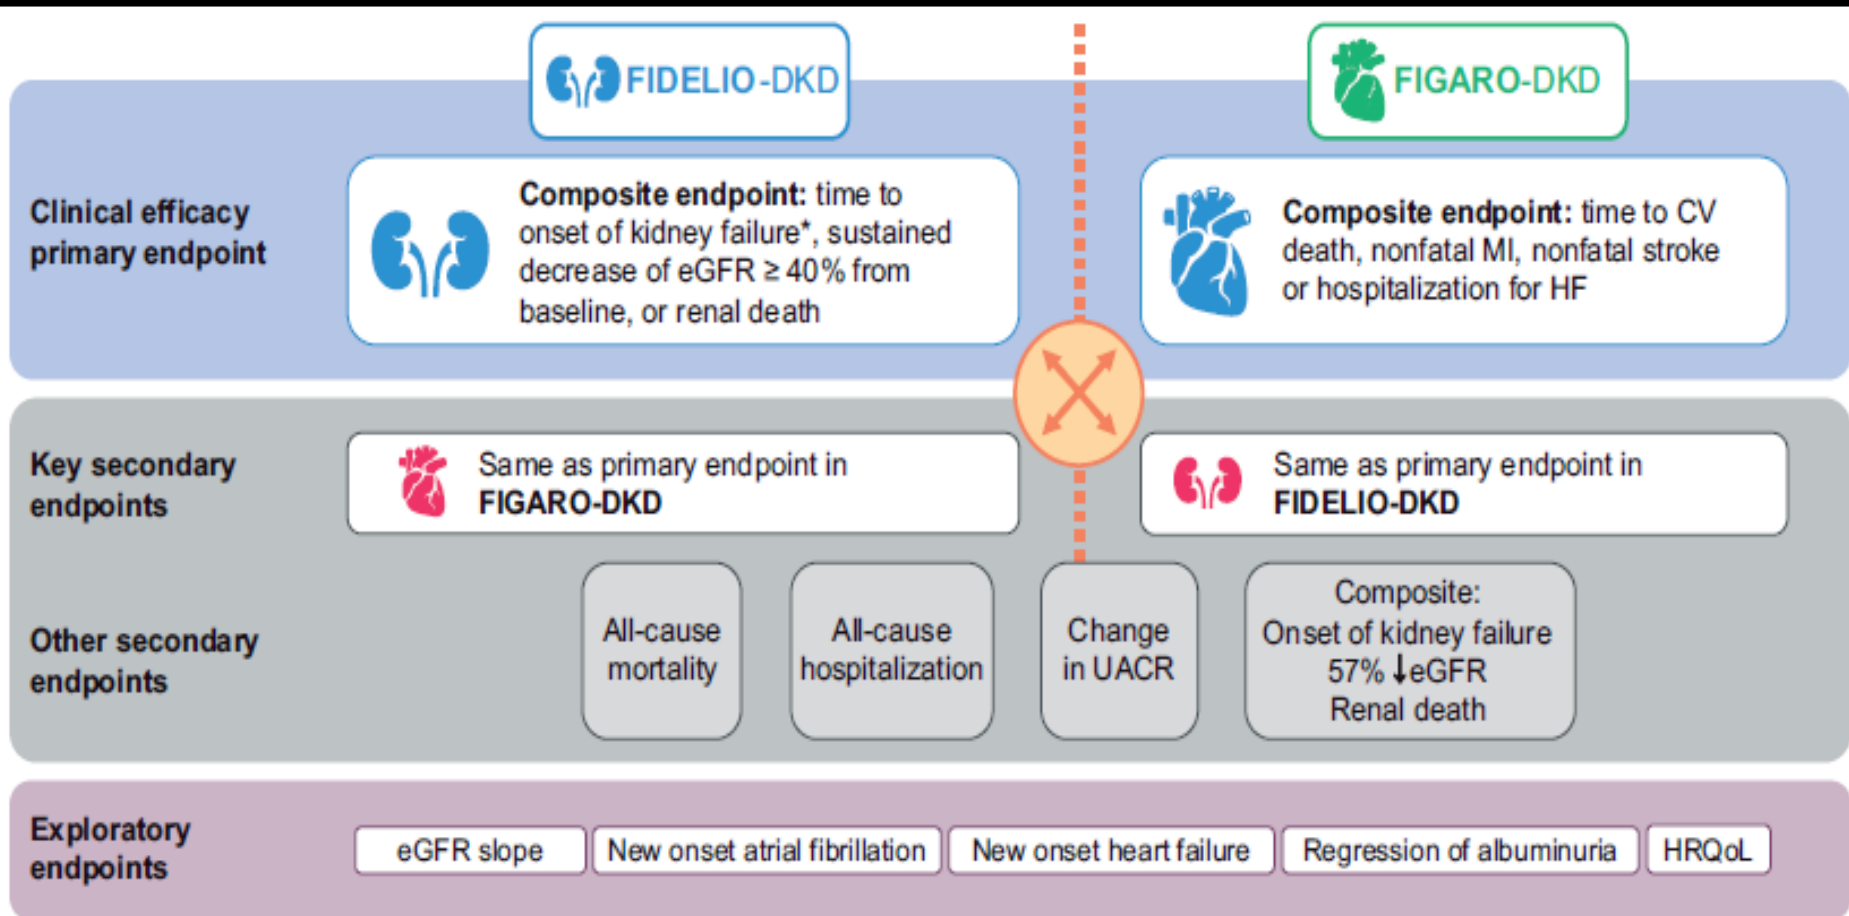 FIDELIO-DKD
FIGARO-DKD
Clinical efficacy
primary endpoint
Composite endpoint: time to
onset of kidney failure*, sustained
decrease of eGFR ≥ 40% from
baseline, or renal death
Composite endpoint: time to CV
death, nonfatal MI, nonfatal stroke
or hospitalization for HF
Key secondary
endpoints
Same as primary endpoint in
FIGARO-DKD
Same as primary endpoint in
FIDELIO-DKD
Other secondary
endpoints
All-cause
mortality
All-cause
hospitalization
Change
in UACR
Composite:
Onset of kidney failure
57% ↓eGFR
Renal death
Exploratory
endpoints
eGFR slope
New onset atrial fibrillation
New onset heart failure
Regression of albuminuria
HRQoL